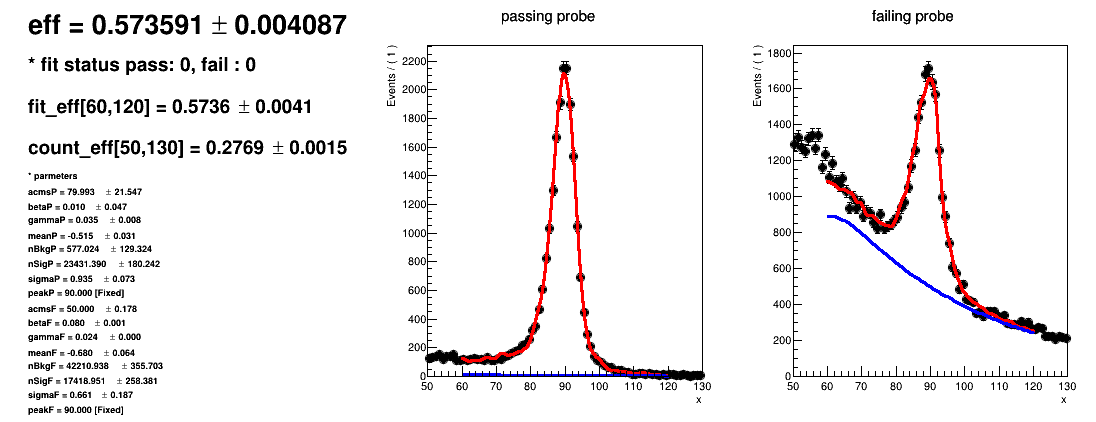 eff = 0.573591 ± 0.004087
* fit status pass: 0, fail : 0
fit_eff[60,120] = 0.5736 ± 0.0041
count_eff[50,130] = 0.2769 ± 0.0015
* parmeters
acmsP = 79.993 ± 21.547
betaP = 0.010 ± 0.047
gammaP = 0.035 ± 0.008
meanP = -0.515 ± 0.031
nBkgP = 577.024 ± 129.324
nSigP = 23431.390 ± 180.242
sigmaP = 0.935 ± 0.073
peakP = 90.000 [Fixed]
acmsF = 50.000 ± 0.178
betaF = 0.080 ± 0.001
gammaF = 0.024 ± 0.000
meanF = -0.680 ± 0.064
nBkgF = 42210.938 ± 355.703
nSigF = 17418.951 ± 258.381
sigmaF = 0.661 ± 0.187
peakF = 90.000 [Fixed]
passing probe
Events / ( 1 )
2200
2000
1800
1600
1400
1200
1000
800
600
400
200
0
50 60 70 80 90 100 110 120 130
x
failing probe
Events / ( 1 )
1800
1600
1400
1200
1000
800
600
400
200
0
50 60 70 80 90 100 110 120 130
x